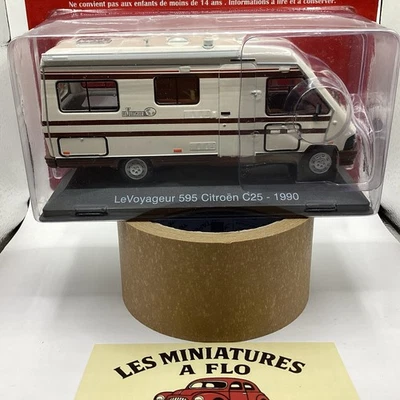 Ne convient pas aux enfants de moins de 14 ans . Informations à lire et à conserver.
LeVoyageur 595 Citroën C25 - 1990
LES MINIATURES
A FLO